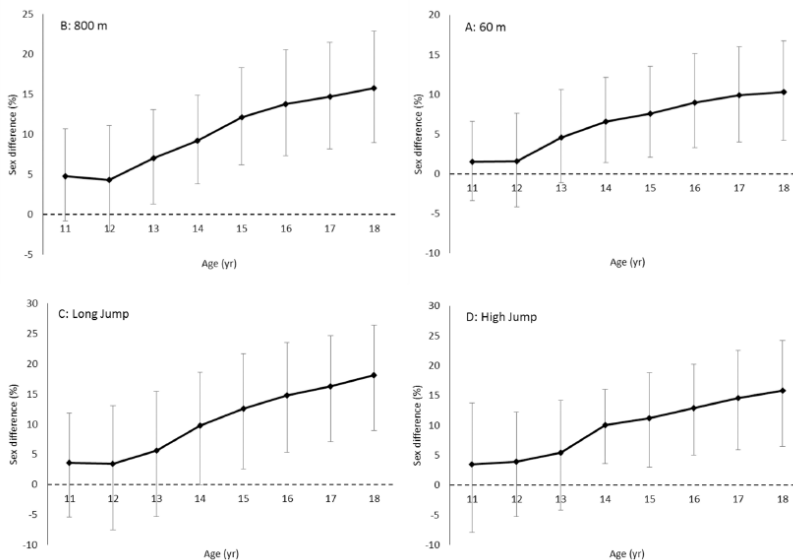 B: 800 m
25
20
15
10
5
0
-5
Sex difference (%)
11 12 13 14 15 16 17 18
Age (yr)
A: 60 m
20
15
10
5
0
-5
-10
Sex difference (%)
11 12 13 14 15 16 17 18
Age (yr)
C: Long Jump
30
25
20
15
10
5
0
-5
-10
Sex difference (%)
11 12 13 14 15 16 17 18
Age (yr)
D: High Jump
30
25
20
15
10
5
0
-5
-10
Sex difference (%)
11 12 13 14 15 16 17 18
Age (yr)